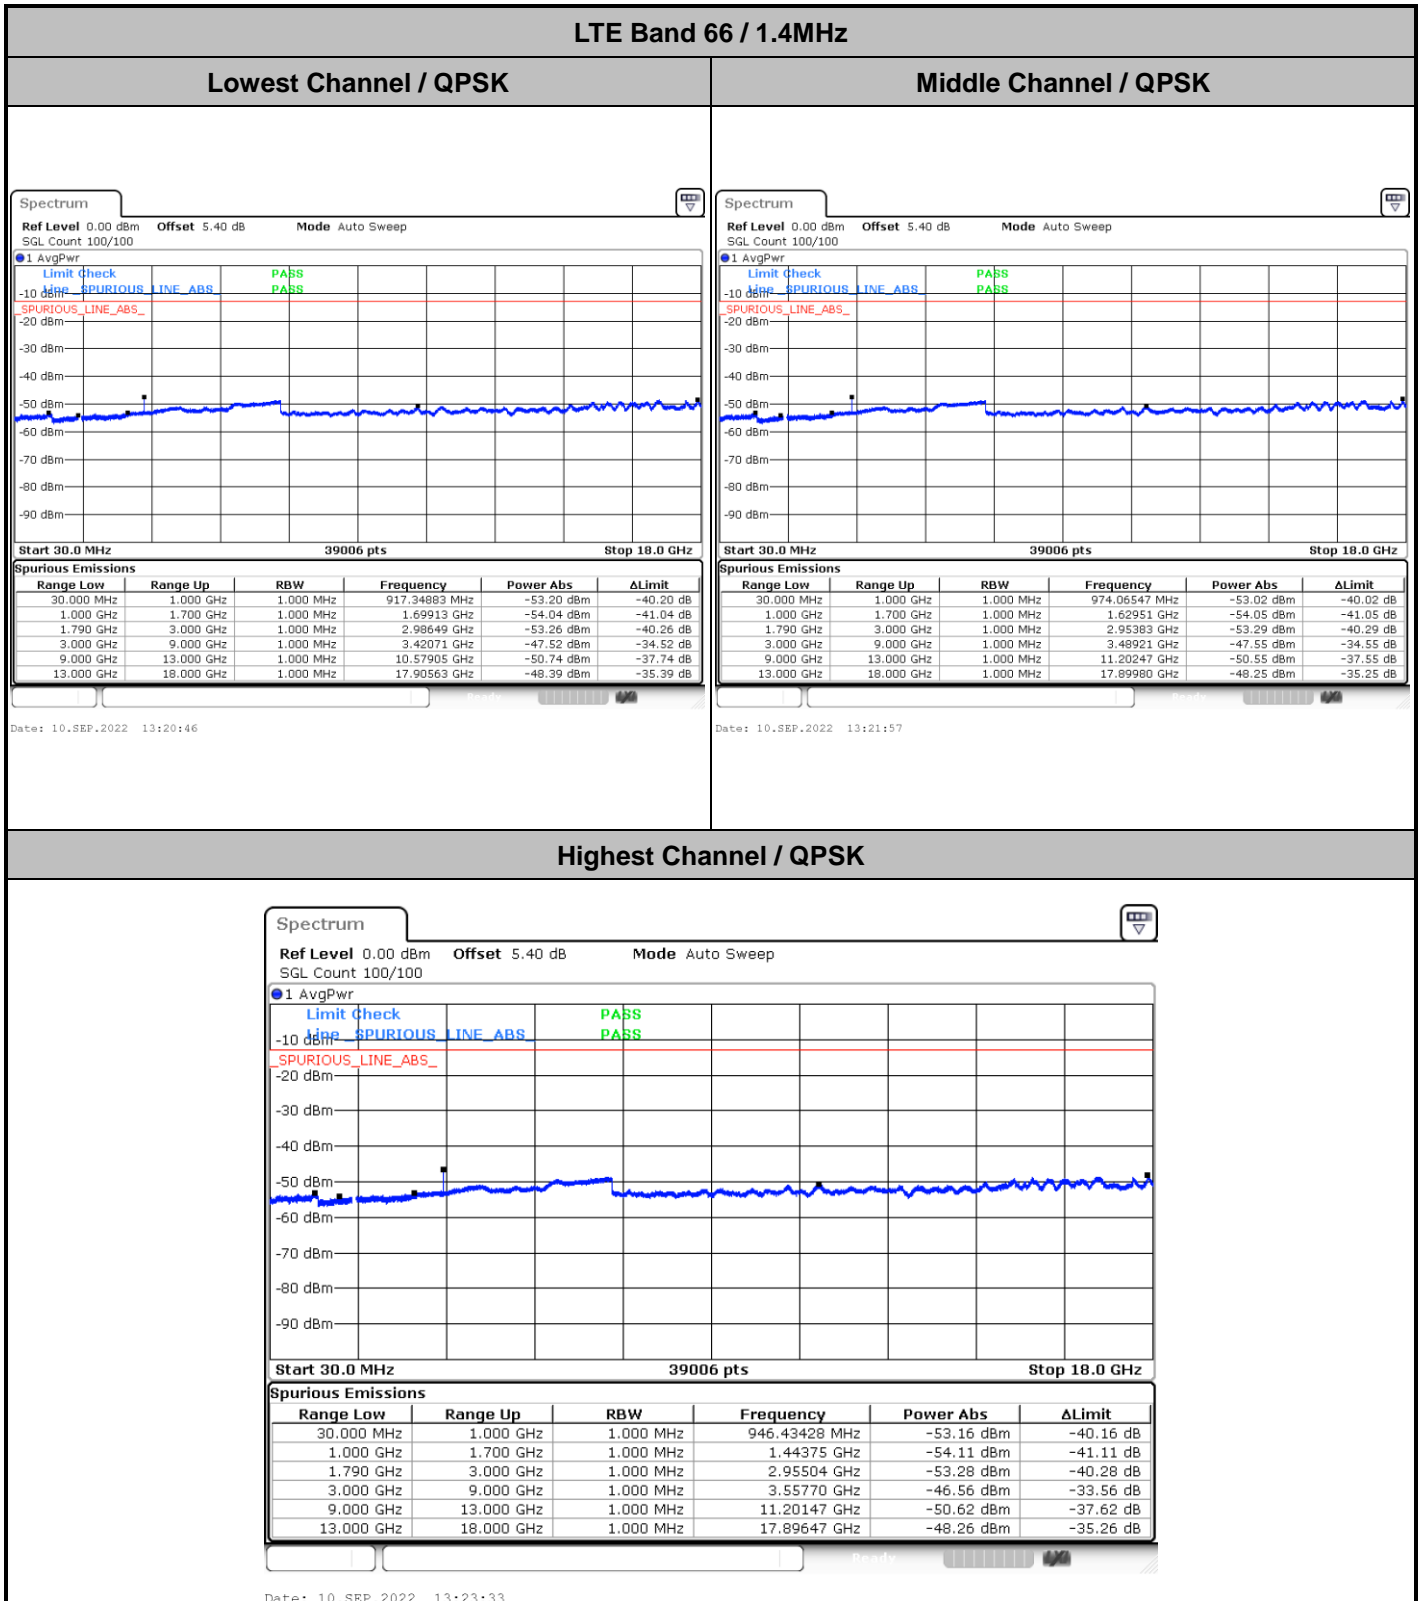 LTE Band 66 / 1.4MHz
Lowest Channel / QPSK
Middle Channel / QPSK
Spectrum
Ref Level 0.00 dBm Offset 5.40 dB Mode Auto Sweep
SGL Count 100/100
1 AvgPwr
Limit Check PASS
Line _SPURIOUS_LINE_ABS_ PASS
-10 dBm
_SPURIOUS_LINE_ABS_
-20 dBm
-30 dBm
-40 dBm
-50 dBm
-60 dBm
-70 dBm
-80 dBm
-90 dBm
Start 30.0 MHz 39006 pts Stop 18.0 GHz
Spurious Emissions
Range Low Range Up RBW Frequency Power Abs ΔLimit
30.000 MHz 1.000 GHz 1.000 MHz 917.34883 MHz -53.20 dBm -40.20 dB
1.000 GHz 1.700 GHz 1.000 MHz 1.69913 GHz -54.04 dBm -41.04 dB
1.790 GHz 3.000 GHz 1.000 MHz 2.98649 GHz -53.26 dBm -40.26 dB
3.000 GHz 9.000 GHz 1.000 MHz 3.42071 GHz -47.52 dBm -34.52 dB
9.000 GHz 13.000 GHz 1.000 MHz 10.57905 GHz -50.74 dBm -37.74 dB
13.000 GHz 18.000 GHz 1.000 MHz 17.90563 GHz -48.39 dBm -35.39 dB
Ready
Date: 10.SEP.2022 13:20:46
Spectrum
Ref Level 0.00 dBm Offset 5.40 dB Mode Auto Sweep
SGL Count 100/100
1 AvgPwr
Limit Check PASS
Line _SPURIOUS_LINE_ABS_ PASS
-10 dBm
_SPURIOUS_LINE_ABS_
-20 dBm
-30 dBm
-40 dBm
-50 dBm
-60 dBm
-70 dBm
-80 dBm
-90 dBm
Start 30.0 MHz 39006 pts Stop 18.0 GHz
Spurious Emissions
Range Low Range Up RBW Frequency Power Abs ΔLimit
30.000 MHz 1.000 GHz 1.000 MHz 974.06547 MHz -53.02 dBm -40.02 dB
1.000 GHz 1.700 GHz 1.000 MHz 1.62951 GHz -54.05 dBm -41.05 dB
1.790 GHz 3.000 GHz 1.000 MHz 2.95383 GHz -53.29 dBm -40.29 dB
3.000 GHz 9.000 GHz 1.000 MHz 3.48921 GHz -47.55 dBm -34.55 dB
9.000 GHz 13.000 GHz 1.000 MHz 11.20247 GHz -50.55 dBm -37.55 dB
13.000 GHz 18.000 GHz 1.000 MHz 17.89980 GHz -48.25 dBm -35.25 dB
Ready
Date: 10.SEP.2022 13:21:57
Highest Channel / QPSK
Spectrum
Ref Level 0.00 dBm Offset 5.40 dB Mode Auto Sweep
SGL Count 100/100
1 AvgPwr
Limit Check PASS
Line _SPURIOUS_LINE_ABS_ PASS
-10 dBm
_SPURIOUS_LINE_ABS_
-20 dBm
-30 dBm
-40 dBm
-50 dBm
-60 dBm
-70 dBm
-80 dBm
-90 dBm
Start 30.0 MHz 39006 pts Stop 18.0 GHz
Spurious Emissions
Range Low Range Up RBW Frequency Power Abs ΔLimit
30.000 MHz 1.000 GHz 1.000 MHz 946.43428 MHz -53.16 dBm -40.16 dB
1.000 GHz 1.700 GHz 1.000 MHz 1.44375 GHz -54.11 dBm -41.11 dB
1.790 GHz 3.000 GHz 1.000 MHz 2.95504 GHz -53.28 dBm -40.28 dB
3.000 GHz 9.000 GHz 1.000 MHz 3.55770 GHz -46.56 dBm -33.56 dB
9.000 GHz 13.000 GHz 1.000 MHz 11.20147 GHz -50.62 dBm -37.62 dB
13.000 GHz 18.000 GHz 1.000 MHz 17.89647 GHz -48.26 dBm -35.26 dB
Ready
Date: 10.SEP.2022 13:23:33